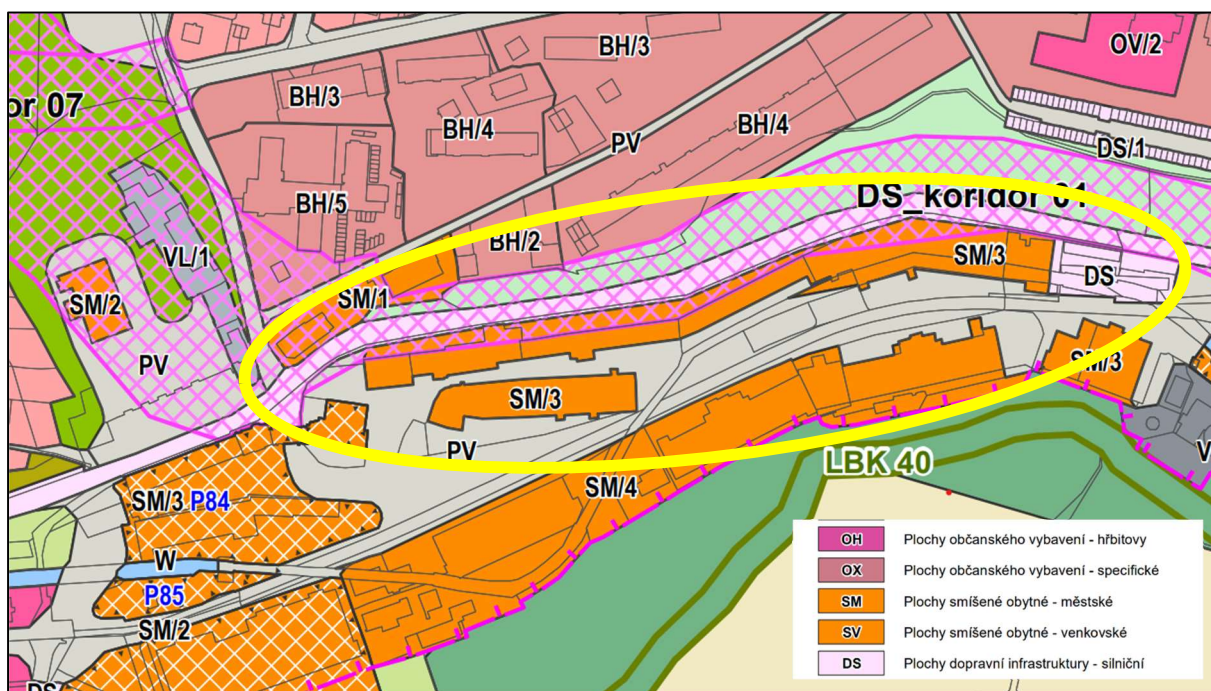 BH/3
OV/2
or 07
BH/3
BH/4
PV
BH/4
DS/1
BH/5
DS_koridor 01
VL/1
BH/2
SM/3
DS
SM/2
SM/1
PV
SM/3
SM/3
PV
LBK 40
V
SM/4
SM/3 P84
W
P85
SM/2
DS
OH Plochy občanského vybavení - hřbitovy
OX Plochy občanského vybavení - specifické
SM Plochy smíšené obytné - městské
SV Plochy smíšené obytné - venkovské
DS Plochy dopravní infrastruktury - silniční